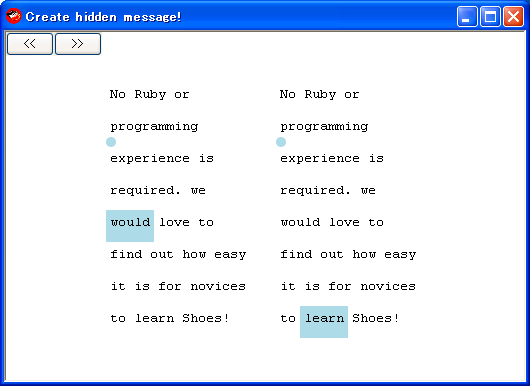 Create hidden message!
<< >>
No Ruby or
programming
experience is
required. we
would love to
find out how easy
it is for novices
to learn Shoes!
No Ruby or
programming
experience is
required. we
would love to
find out how easy
it is for novices
to learn Shoes!